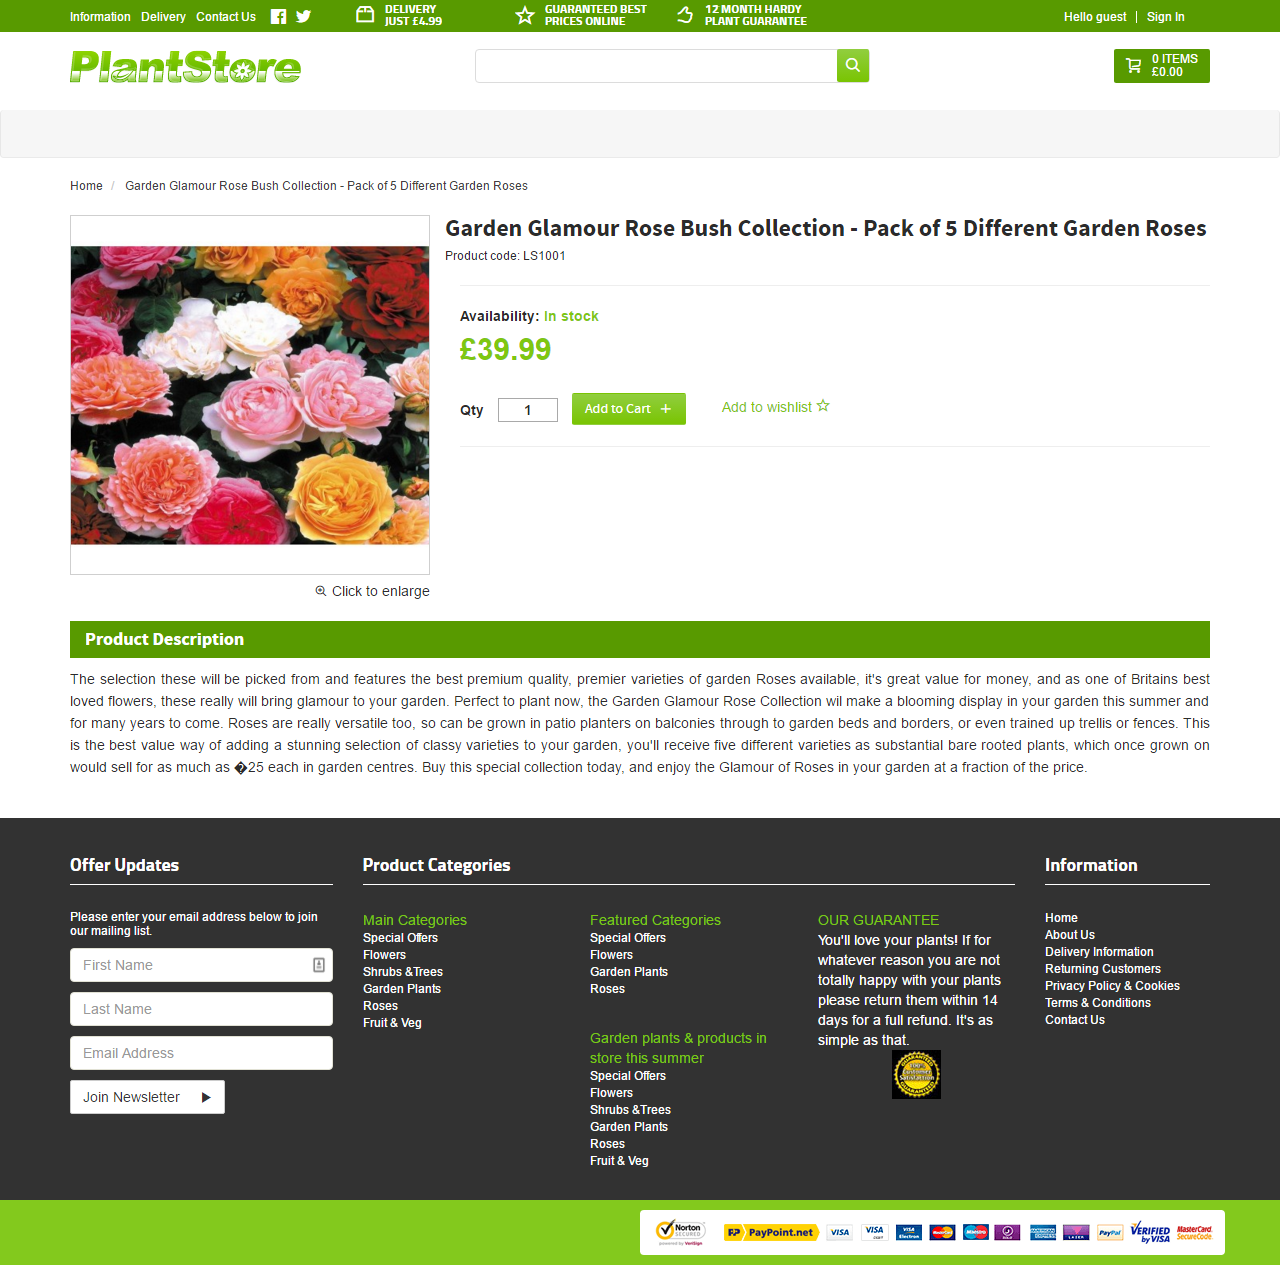 Information Delivery Contact Us
DELIVERY
JUST £4.99
GUARANTEED BEST
PRICES ONLINE
12 MONTH HARDY
PLANT GUARANTEE
Hello guest | Sign In
PlantStore
0 ITEMS
£0.00
Home / Garden Glamour Rose Bush Collection - Pack of 5 Different Garden Roses
Garden Glamour Rose Bush Collection - Pack of 5 Different Garden Roses
Product code: LS1001
Availability: In stock
£39.99
Qty 1 Add to Cart + Add to wishlist
Click to enlarge
Product Description
The selection these will be picked from and features the best premium quality, premier varieties of garden Roses available, it's great value for money, and as one of Britains best
loved flowers, these really will bring glamour to your garden. Perfect to plant now, the Garden Glamour Rose Collection wil make a blooming display in your garden this summer and
for many years to come. Roses are really versatile too, so can be grown in patio planters on balconies through to garden beds and borders, or even trained up trellis or fences. This
is the best value way of adding a stunning selection of classy varieties to your garden, you'll receive five different varieties as substantial bare rooted plants, which once grown on
would sell for as much as �25 each in garden centres. Buy this special collection today, and enjoy the Glamour of Roses in your garden at a fraction of the price.
Offer Updates
Please enter your email address below to join
our mailing list.
First Name
Last Name
Email Address
Join Newsletter
Product Categories
Main Categories
Special Offers
Flowers
Shrubs &Trees
Garden Plants
Roses
Fruit & Veg
Featured Categories
Special Offers
Flowers
Garden Plants
Roses
Garden plants & products in
store this summer
Special Offers
Flowers
Shrubs &Trees
Garden Plants
Roses
Fruit & Veg
OUR GUARANTEE
You'll love your plants! If for
whatever reason you are not
totally happy with your plants
please return them within 14
days for a full refund. It's as
simple as that.
GUARANTEED
100%
Customer
Satisfaction
GUARANTEED
Information
Home
About Us
Delivery Information
Returning Customers
Privacy Policy & Cookies
Terms & Conditions
Contact Us
Norton
SECURED
powered by VeriSign
PayPoint.net
VISA
VISA
VISA
Electron
MasterCard
Maestro
SOLO
AMERICAN EXPRESS
LASER
PayPal
VERIFIED
by VISA
MasterCard.
SecureCode.